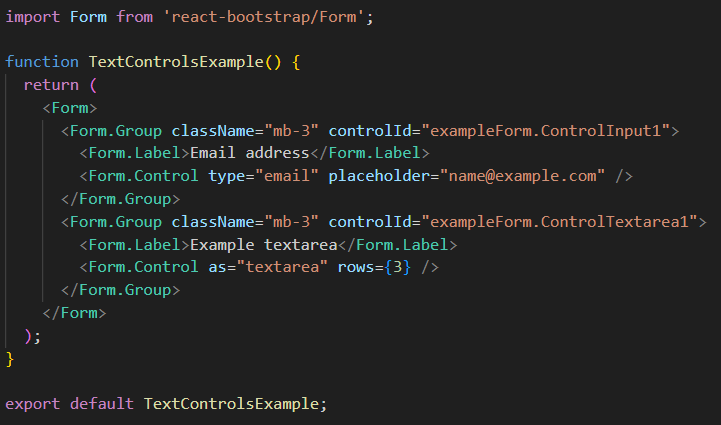 import Form from 'react-bootstrap/Form';

function TextControlsExample() {
  return (
    <Form>
      <Form.Group className="mb-3" controlId="exampleForm.ControlInput1">
        <Form.Label>Email address</Form.Label>
        <Form.Control type="email" placeholder="name@example.com" />
      </Form.Group>
      <Form.Group className="mb-3" controlId="exampleForm.ControlTextarea1">
        <Form.Label>Example textarea</Form.Label>
        <Form.Control as="textarea" rows={3} />
      </Form.Group>
    </Form>
  );
}

export default TextControlsExample;